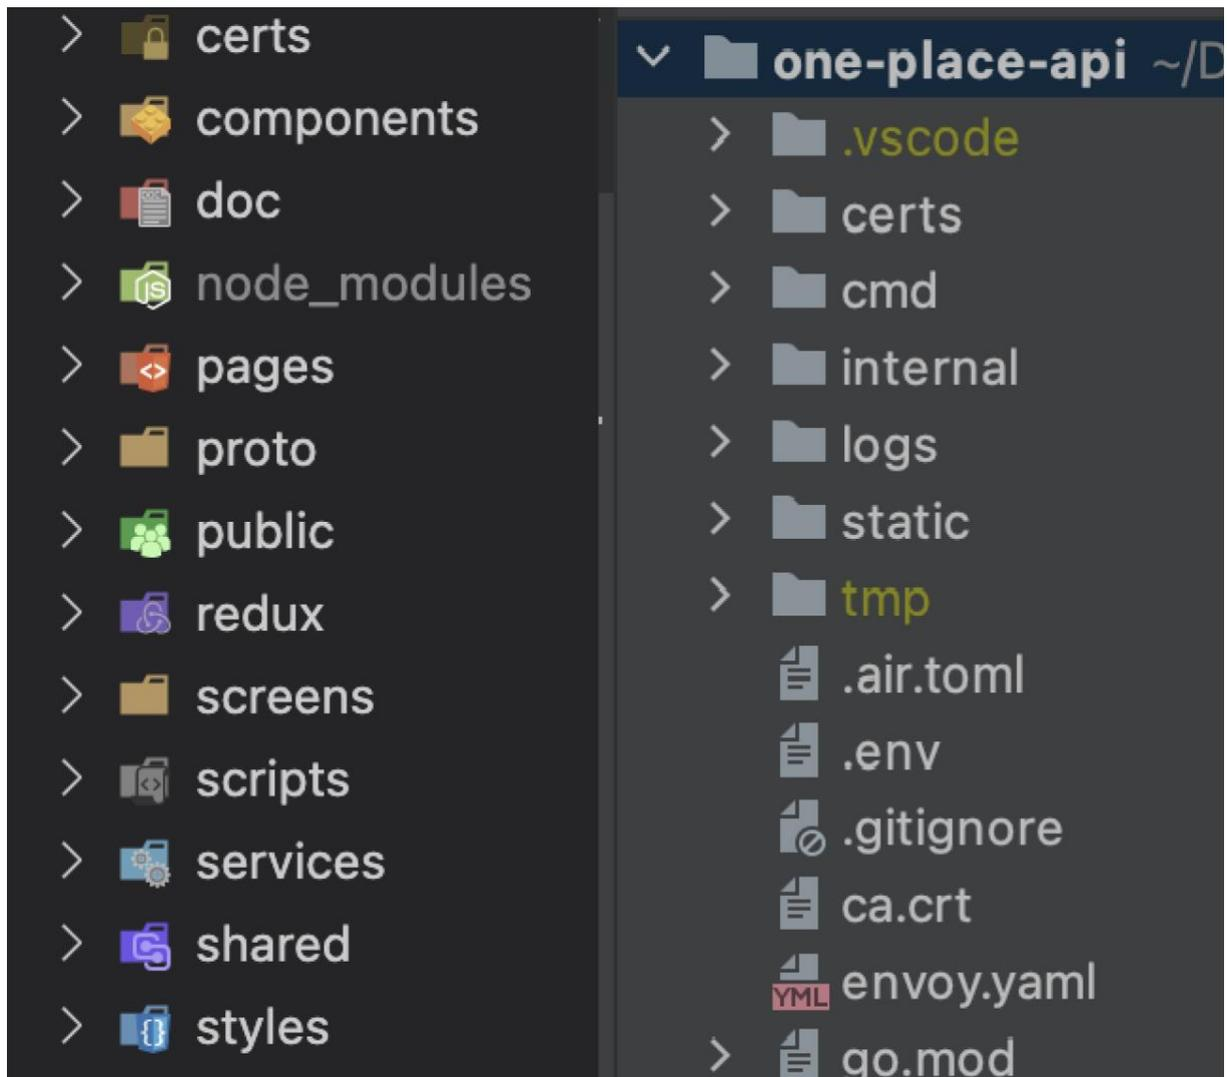 certs
components
doc
node_modules
pages
proto
public
redux
screens
scripts
services
shared
styles
one-place-api ~/D
.vscode
certs
cmd
internal
logs
static
tmp
.air.toml
.env
.gitignore
ca.crt
YML envoy.yaml
go.mod